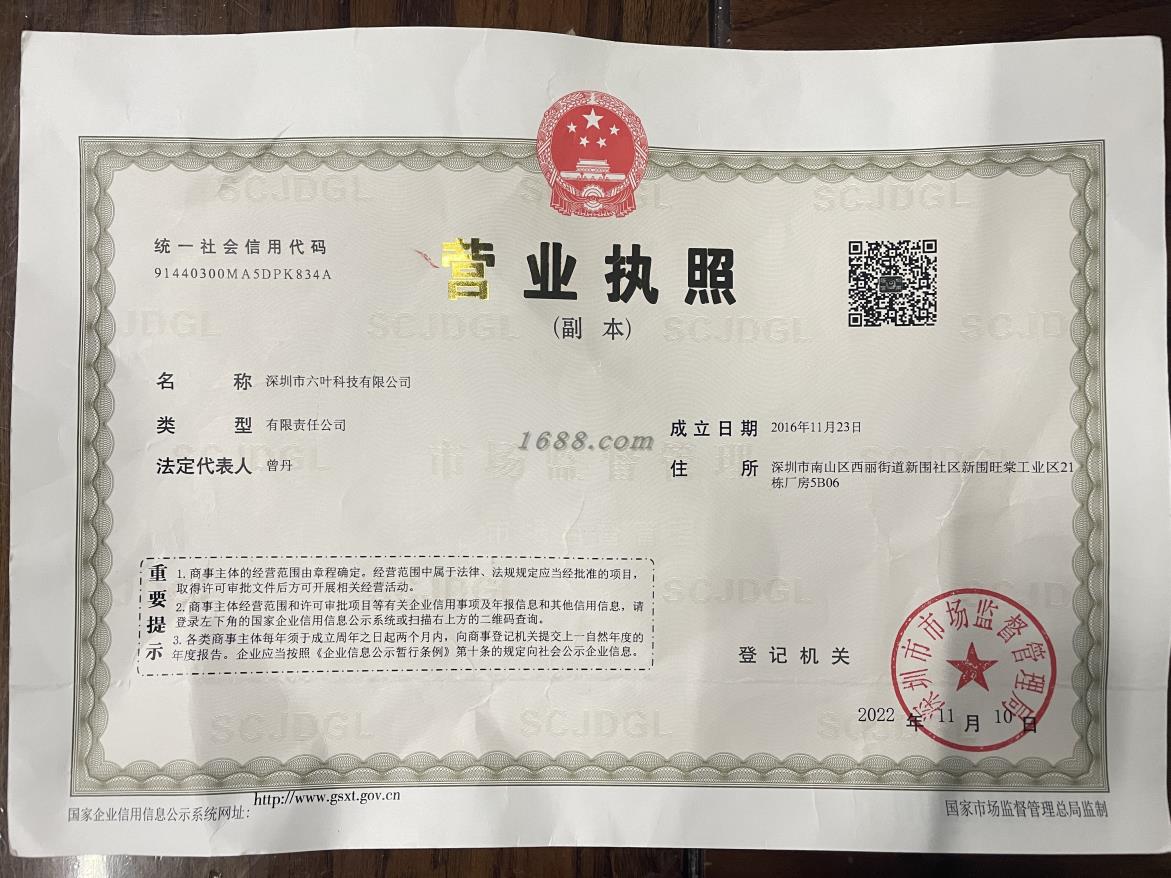 统一社会信用代码
91440300MA5DPK834A
营业执照
(副 本)
名 称 深圳市六叶科技有限公司
类 型 有限责任公司
法定代表人 曾丹
成立日期 2016年11月23日
住 所 深圳市南山区西丽街道新围社区新围旺棠工业区21
栋厂房5B06
1688.com
重要提示
1. 商事主体的经营范围由章程确定。经营范围中属于法律、法规规定应当经批准的项目，
取得许可审批文件后方可开展相关经营活动。
2. 商事主体经营范围和许可审批项目等有关企业信用事项及年报信息和其他信用信息，请
登录左下角的国家企业信用信息公示系统或扫描右上方的二维码查询。
3. 各类商事主体每年须于成立周年之日起两个月内，向商事登记机关提交上一自然年度的
年度报告。企业应当按照《企业信息公示暂行条例》第十条的规定向社会公示企业信息。
登记机关
深圳市市场监督管理局
2022 年 11 月 10 日
国家企业信用信息公示系统网址：http://www.gsxt.gov.cn
国家市场监督管理总局监制
SCJDGL
SCJDGL
SCJDGL
SCJDGL
市场监督管理
SCJDGL
SCJDGL
SCJDGL